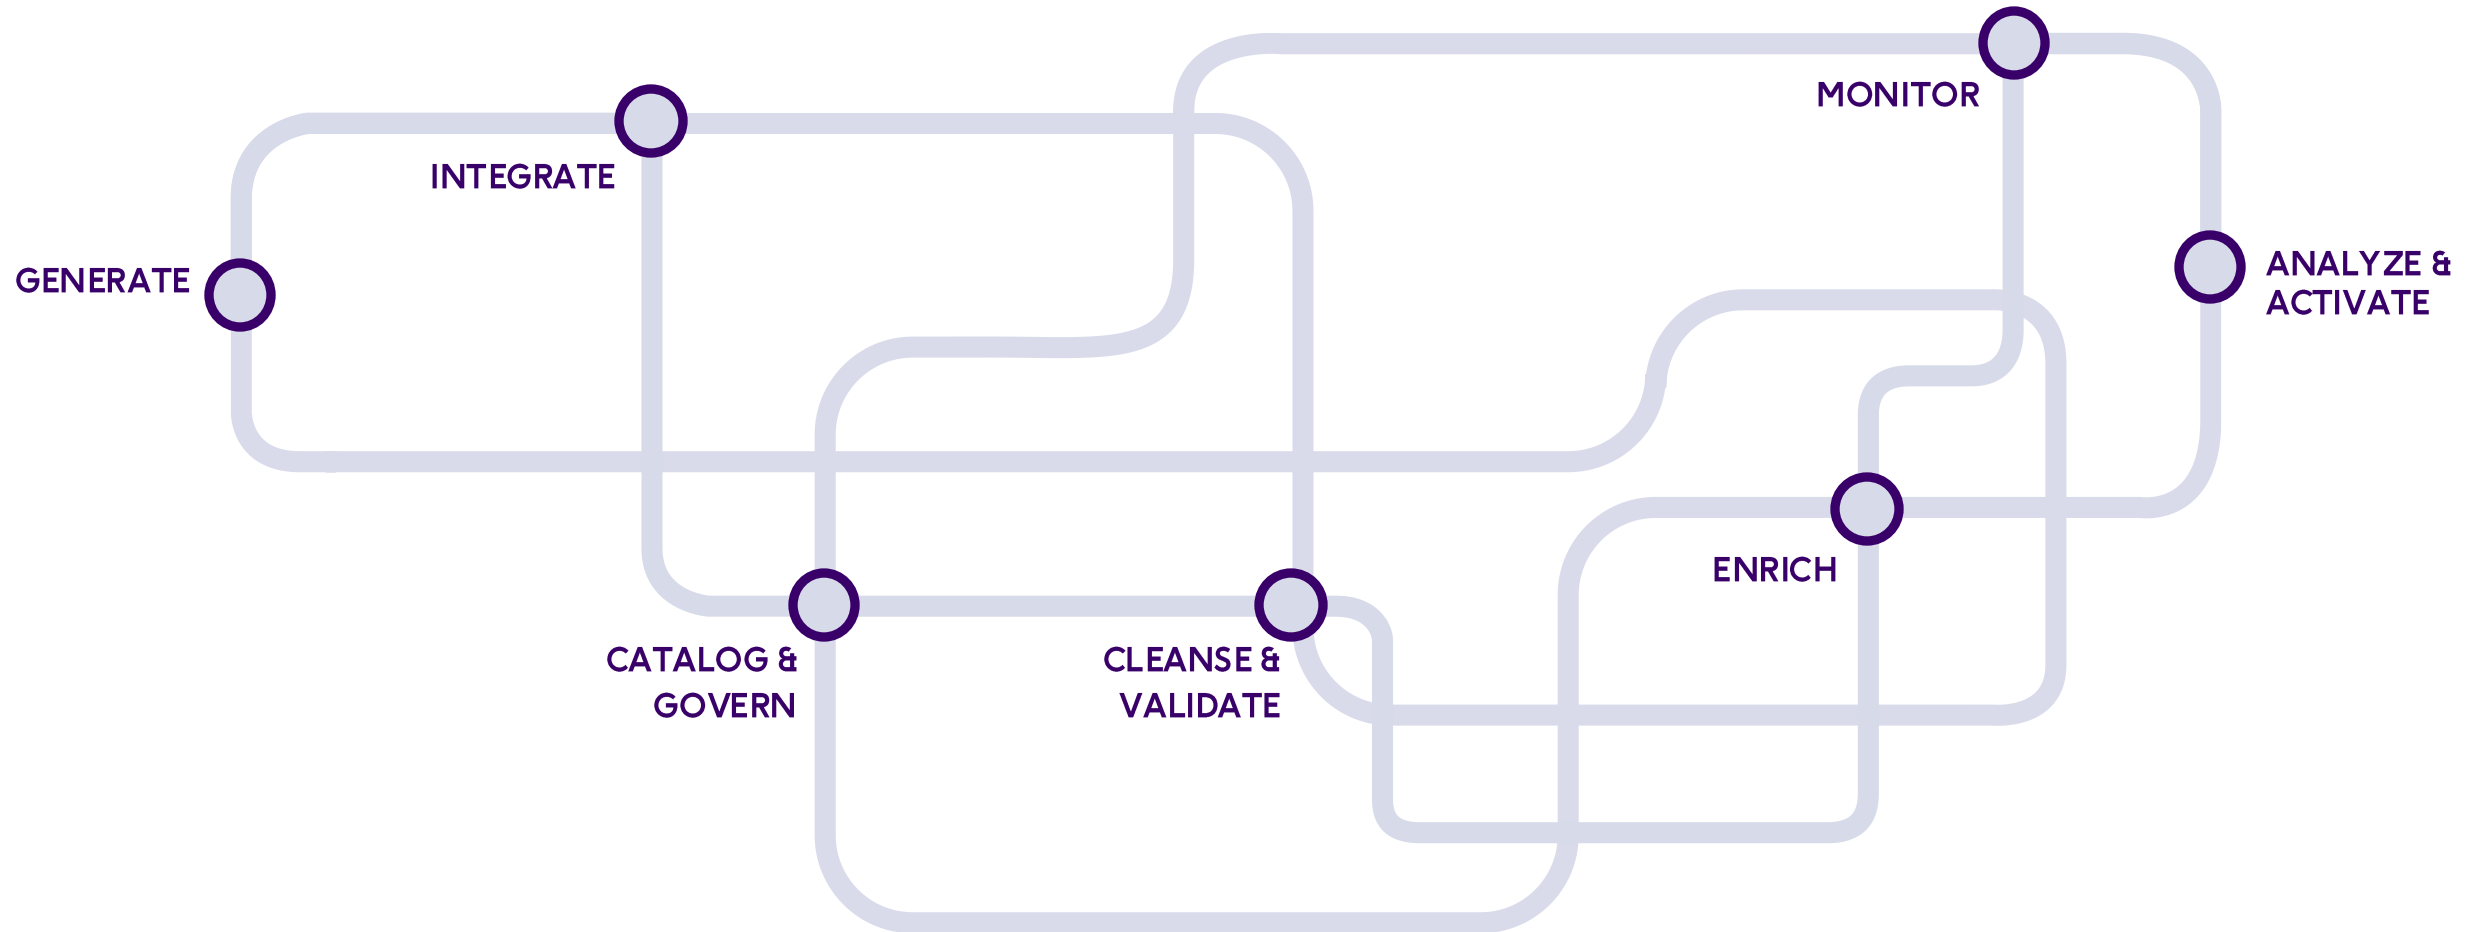 MONITOR
INTEGRATE
GENERATE
ANALYZE &
ACTIVATE
ENRICH
CATALOG &
GOVERN
CLEANSE &
VALIDATE